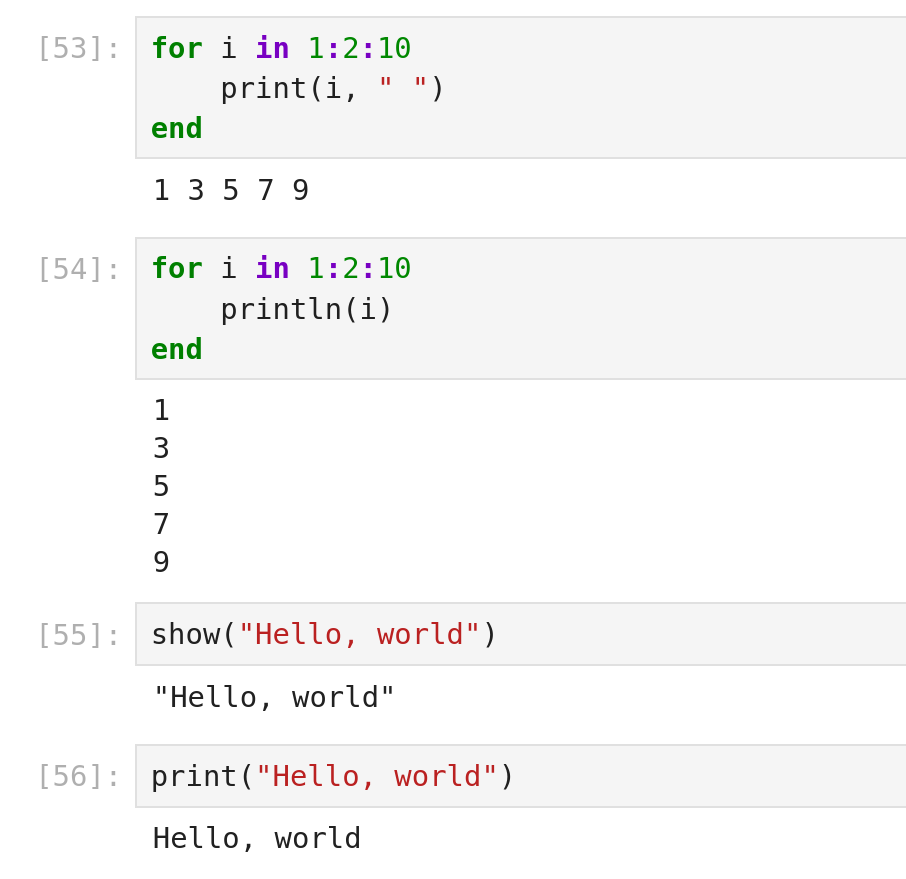 [53]: for i in 1:2:10
    print(i, " ")
end
1 3 5 7 9
[54]: for i in 1:2:10
    println(i)
end
1
3
5
7
9
[55]: show("Hello, world")
"Hello, world"
[56]: print("Hello, world")
Hello, world